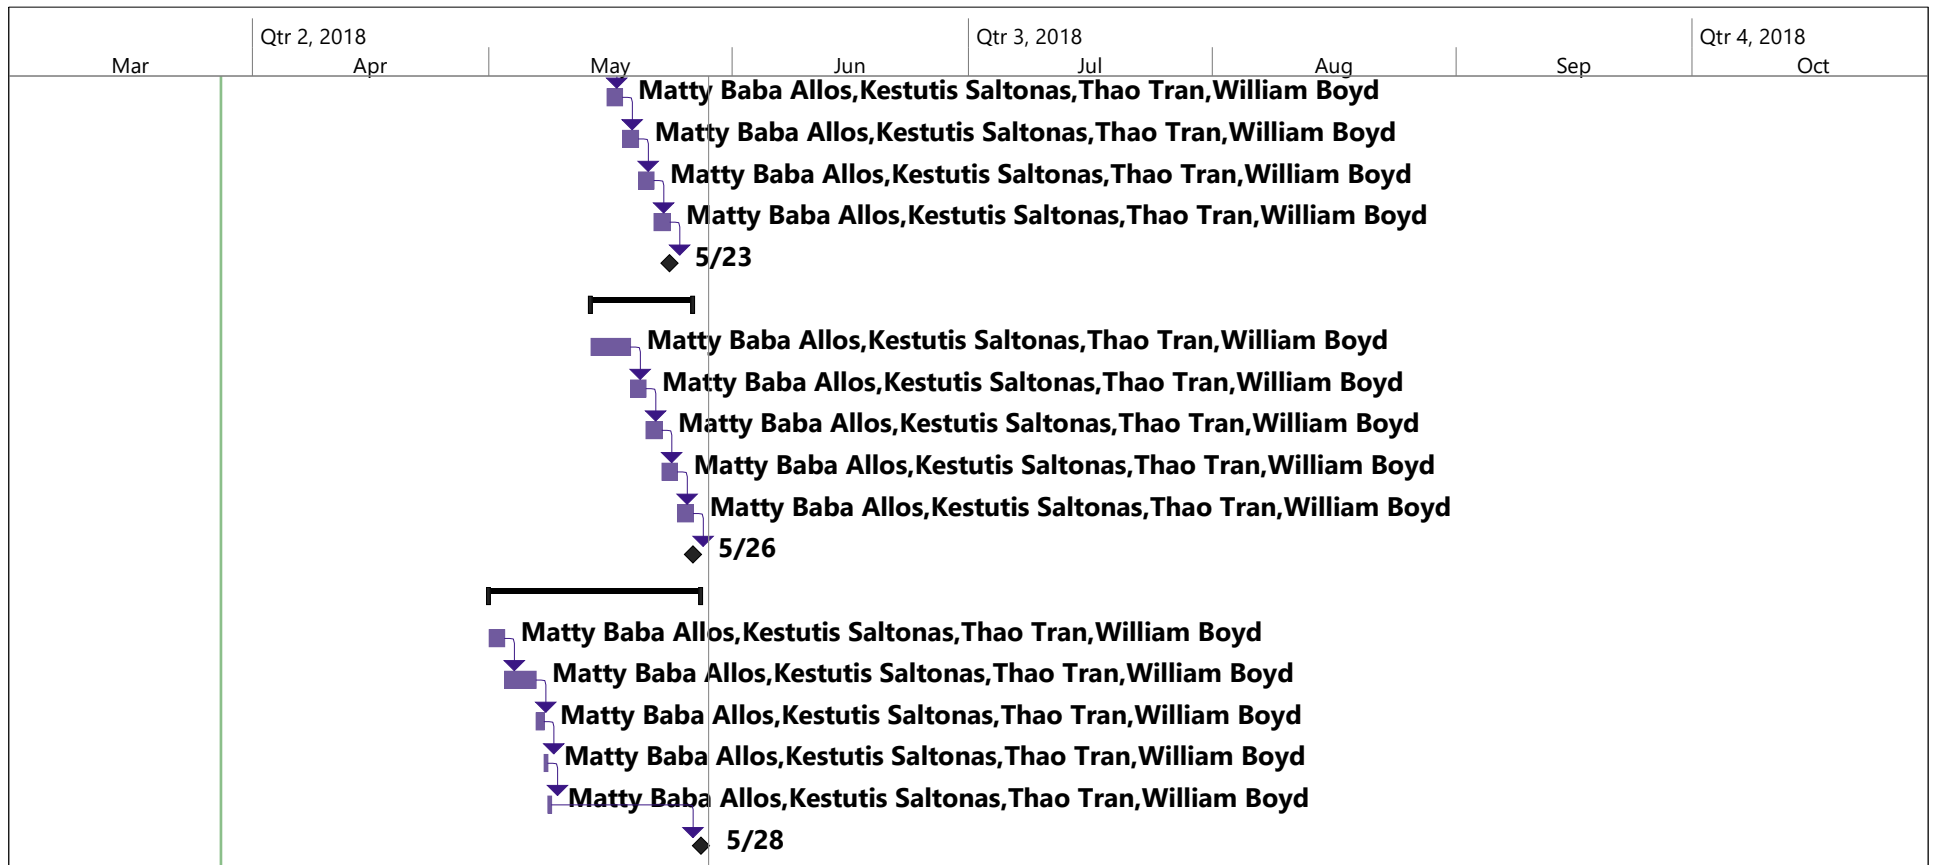 Qtr 2, 2018 Qtr 3, 2018 Qtr 4, 2018
Mar Apr May Jun Jul Aug Sep Oct
Matty Baba Allos,Kestutis Saltonas,Thao Tran,William Boyd
Matty Baba Allos,Kestutis Saltonas,Thao Tran,William Boyd
Matty Baba Allos,Kestutis Saltonas,Thao Tran,William Boyd
Matty Baba Allos,Kestutis Saltonas,Thao Tran,William Boyd
5/23
Matty Baba Allos,Kestutis Saltonas,Thao Tran,William Boyd
Matty Baba Allos,Kestutis Saltonas,Thao Tran,William Boyd
Matty Baba Allos,Kestutis Saltonas,Thao Tran,William Boyd
Matty Baba Allos,Kestutis Saltonas,Thao Tran,William Boyd
Matty Baba Allos,Kestutis Saltonas,Thao Tran,William Boyd
5/26
Matty Baba Allos,Kestutis Saltonas,Thao Tran,William Boyd
Matty Baba Allos,Kestutis Saltonas,Thao Tran,William Boyd
Matty Baba Allos,Kestutis Saltonas,Thao Tran,William Boyd
Matty Baba Allos,Kestutis Saltonas,Thao Tran,William Boyd
Matty Baba Allos,Kestutis Saltonas,Thao Tran,William Boyd
5/28